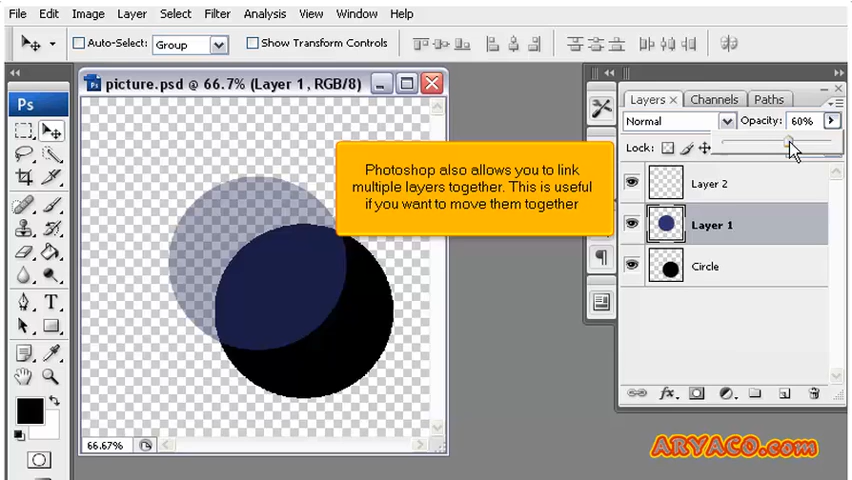 File Edit Image Layer Select Filter Analysis View Window Help
Auto-Select: Group Show Transform Controls
picture.psd @ 66.7% (Layer 1, RGB/8)
Ps
Layers x Channels Paths
Normal Opacity: 60%
Lock:
Photoshop also allows you to link
multiple layers together. This is useful
if you want to move them together
Layer 2
Layer 1
Circle
66.67%
ARYACO.com